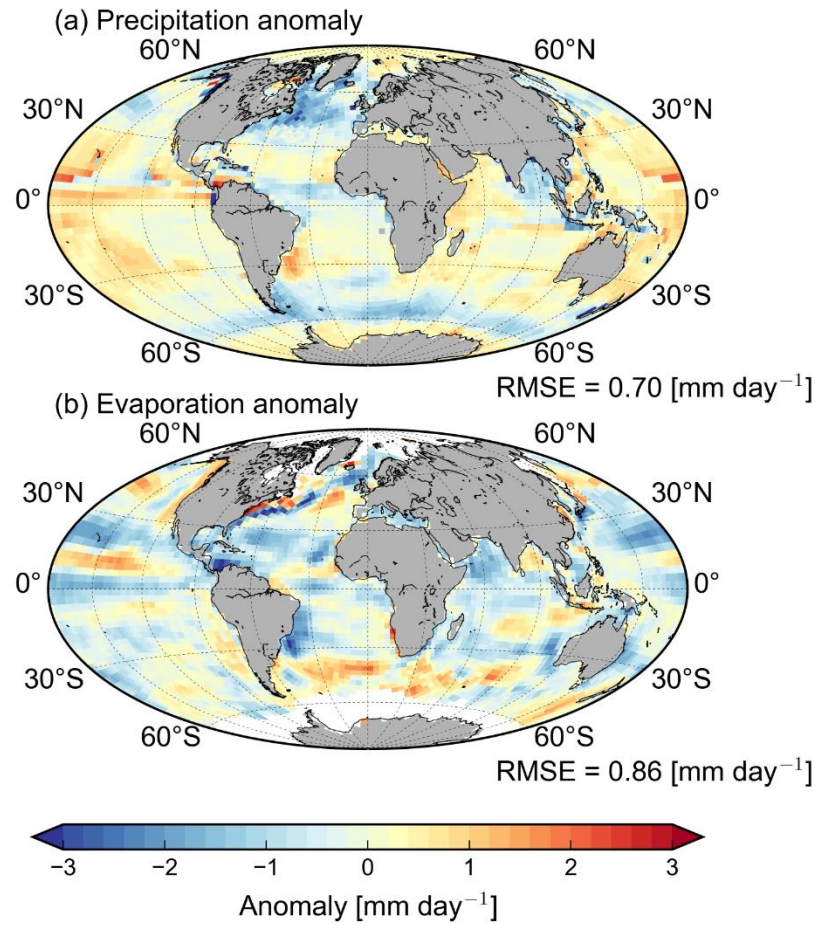 (a) Precipitation anomaly
60°N 60°N
30°N 30°N
0° 0°
30°S 30°S
60°S 60°S
RMSE = 0.70 [mm day⁻¹]
(b) Evaporation anomaly
60°N 60°N
30°N 30°N
0° 0°
30°S 30°S
60°S 60°S
RMSE = 0.86 [mm day⁻¹]
−3 −2 −1 0 1 2 3
Anomaly [mm day⁻¹]